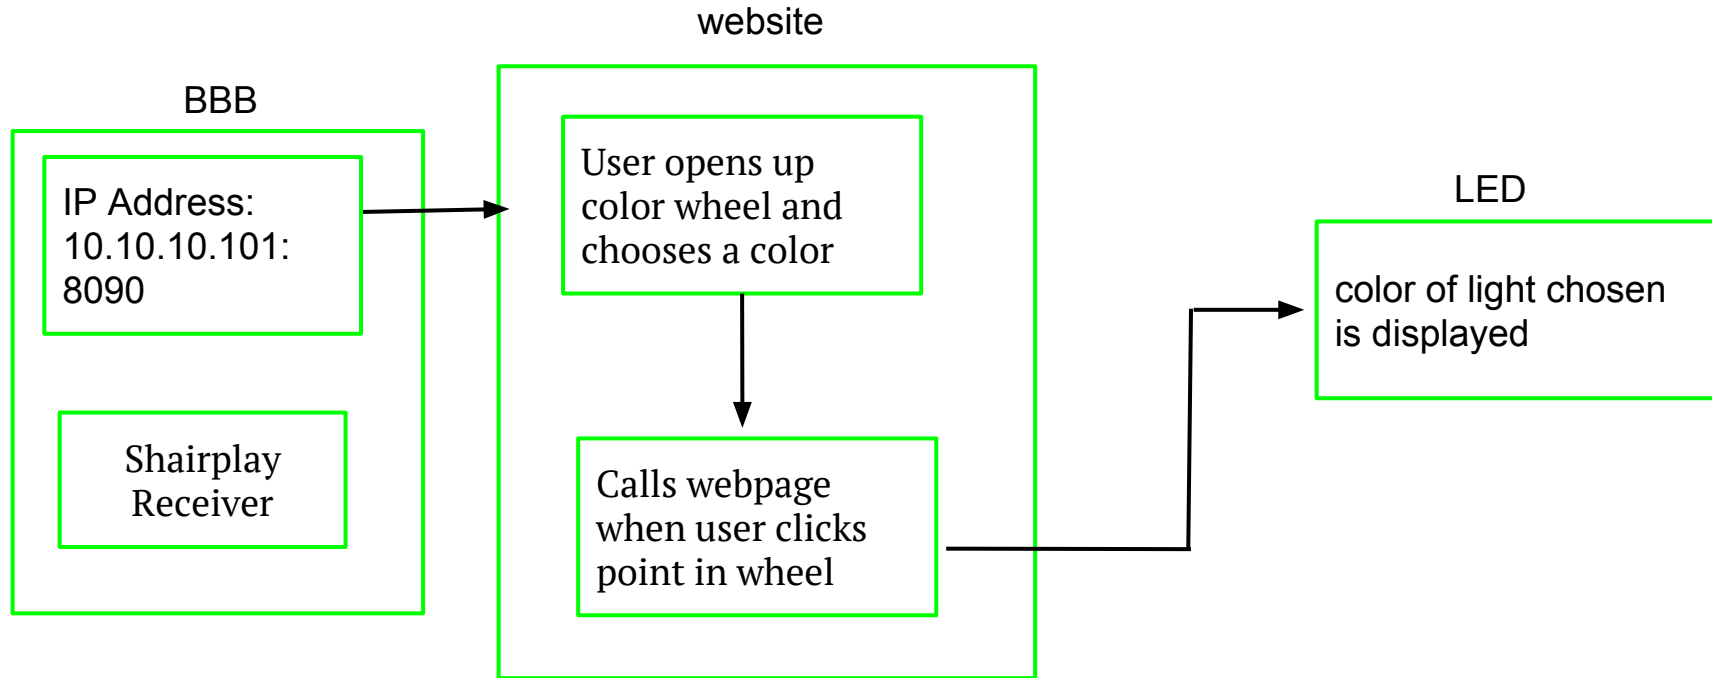 website
BBB
IP Address:
10.10.10.101:
8090
Shairplay
Receiver
User opens up
color wheel and
chooses a color
Calls webpage
when user clicks
point in wheel
LED
color of light chosen
is displayed